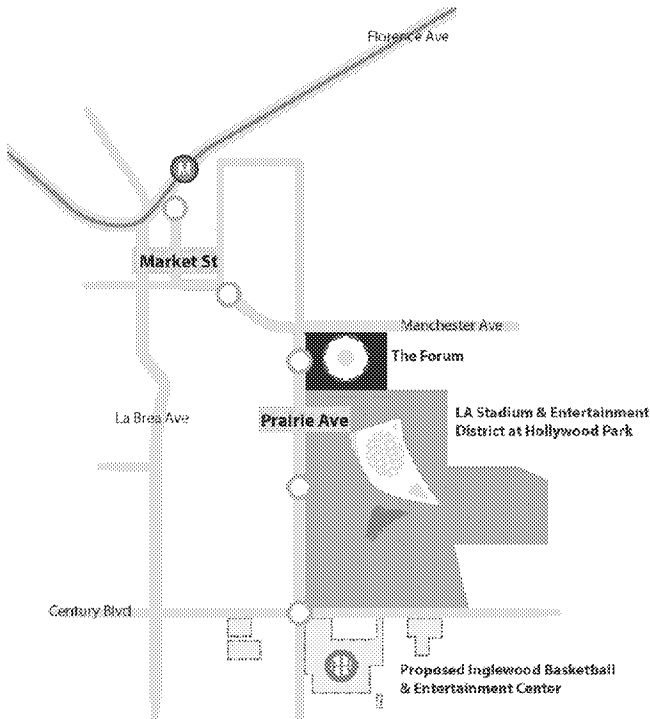 Florence Ave
M
Market St
Manchester Ave
The Forum
La Brea Ave
Prairie Ave
LA Stadium & Entertainment
District at Hollywood Park
Century Blvd
Proposed Inglewood Basketball
& Entertainment Center